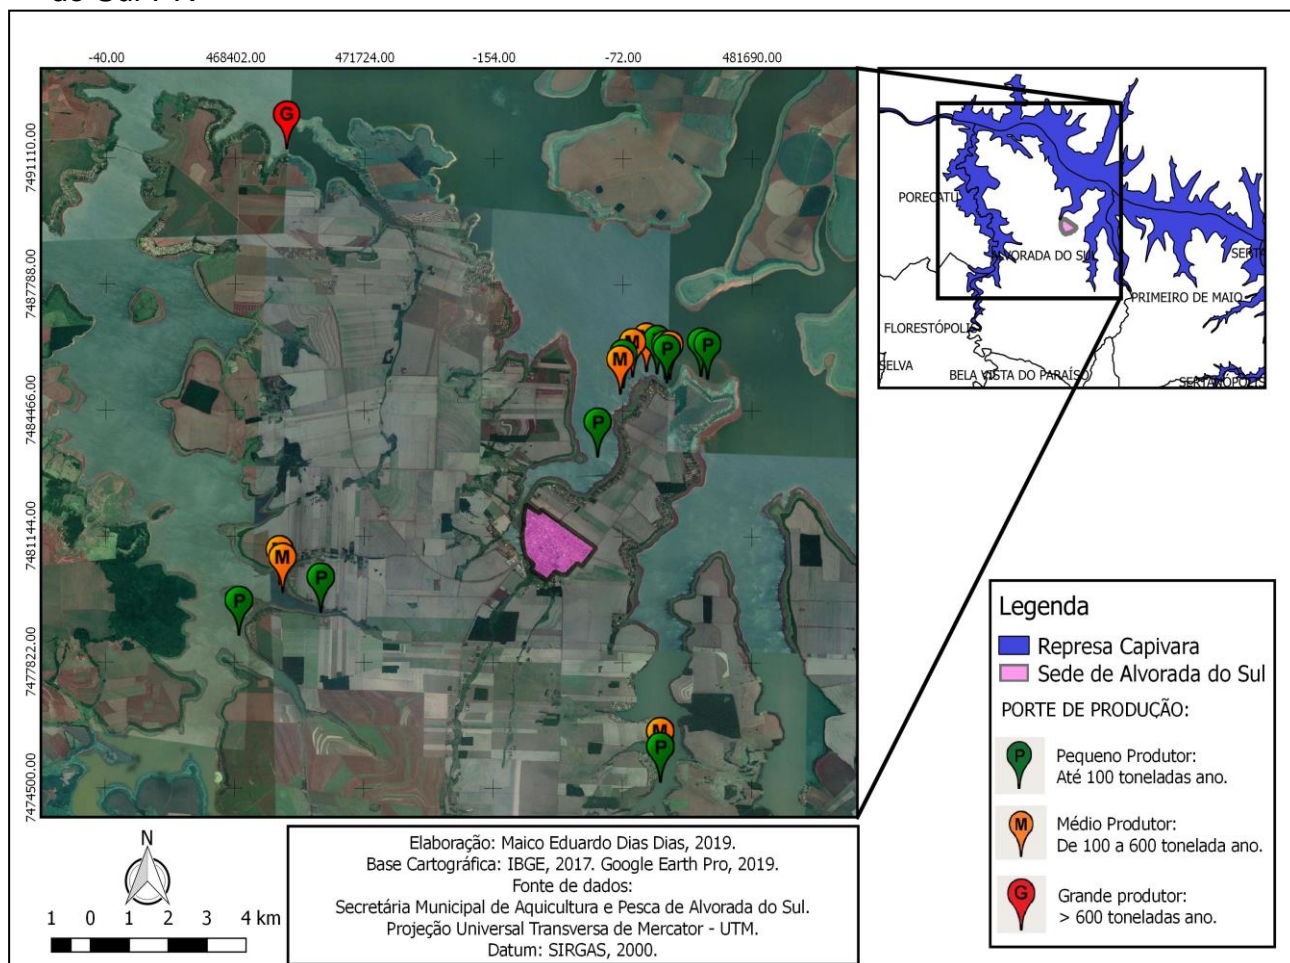 -40.00 468402.00 471724.00 -154.00 -72.00 481690.00
7491110.00
7487788.00
7484466.00
7481144.00
7477822.00
7474500.00
G
M
M
P
P
P
P
M
P
P
M
P
PORECATU
ALVORADA DO SUL
PRIMEIRO DE MAIO
FLORESTÓPOLIS
SELVA
BELA VISTA DO PARAÍSO
SERTANÓPOLIS
Legenda
Represa Capivara
Sede de Alvorada do Sul
PORTE DE PRODUÇÃO:
P
Pequeno Produtor:
Até 100 toneladas ano.
M
Médio Produtor:
De 100 a 600 tonelada ano.
G
Grande produtor:
> 600 toneladas ano.
N
1 0 1 2 3 4 km
Elaboração: Maico Eduardo Dias Dias, 2019.
Base Cartográfica: IBGE, 2017. Google Earth Pro, 2019.
Fonte de dados:
Secretária Municipal de Aquicultura e Pesca de Alvorada do Sul.
Projeção Universal Transversa de Mercator - UTM.
Datum: SIRGAS, 2000.